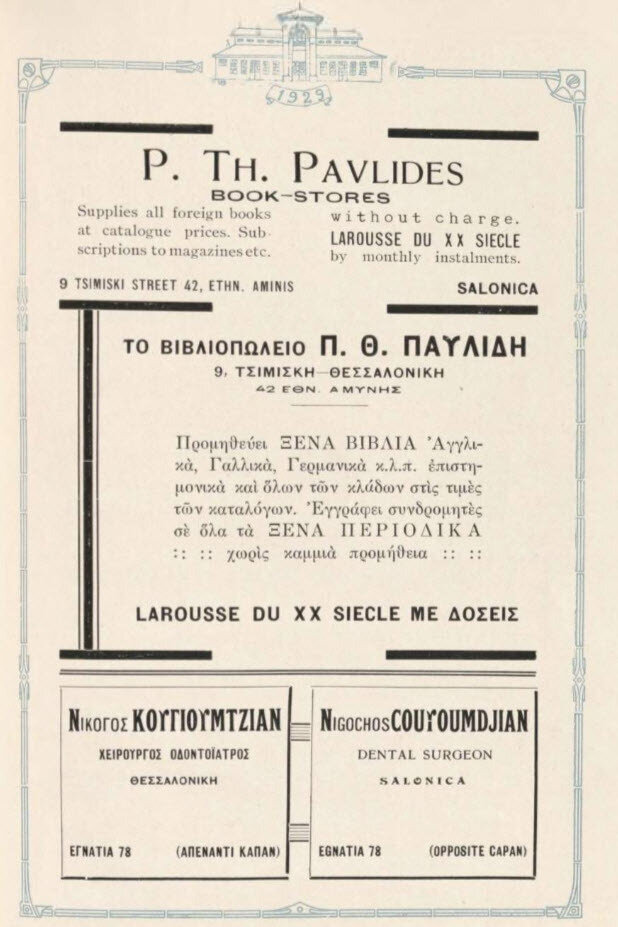 1929
P. TH. PAVLIDES
BOOK-STORES
Supplies all foreign books
at catalogue prices. Sub-
scriptions to magazines etc.
without charge.
LAROUSSE DU XX SIECLE
by monthly instalments.
9 TSIMISKI STREET 42, ETHN. AMINIS
SALONICA
ΤΟ ΒΙΒΛΙΟΠΩΛΕΙΟ Π. Θ. ΠΑΥΛΙΔΗ
9, ΤΣΙΜΙΣΚΗ—ΘΕΣΣΑΛΟΝΙΚΗ
42 ΕΘΝ. ΑΜΥΝΗΣ
Προμηθεύει ΞΕΝΑ ΒΙΒΛΙΑ Ἀγγλι-
κὰ, Γαλλικὰ, Γερμανικὰ κ.λ.π. ἐπιστη-
μονικὰ καὶ ὅλων τῶν κλάδων στὶς τιμὲς
τῶν καταλόγων. Ἐγγράφει συνδρομητὲς
σὲ ὅλα τὰ ΞΕΝΑ ΠΕΡΙΟΔΙΚΑ
:: :: χωρὶς καμμιὰ προμήθεια :: ::
LAROUSSE DU XX SIECLE ΜΕ ΔΟΣΕΙΣ
ΝΙΚΟΓΟΣ ΚΟΥΓΙΟΥΜΤΖΙΑΝ
ΧΕΙΡΟΥΡΓΟΣ ΟΔΟΝΤΟΪΑΤΡΟΣ
ΘΕΣΣΑΛΟΝΙΚΗ
ΕΓΝΑΤΙΑ 78 (ΑΠΕΝΑΝΤΙ ΚΑΠΑΝ)
NIGOCHOS COUYOUMDJIAN
DENTAL SURGEON
SALONICA
EGNATIA 78 (OPPOSITE CAPAN)